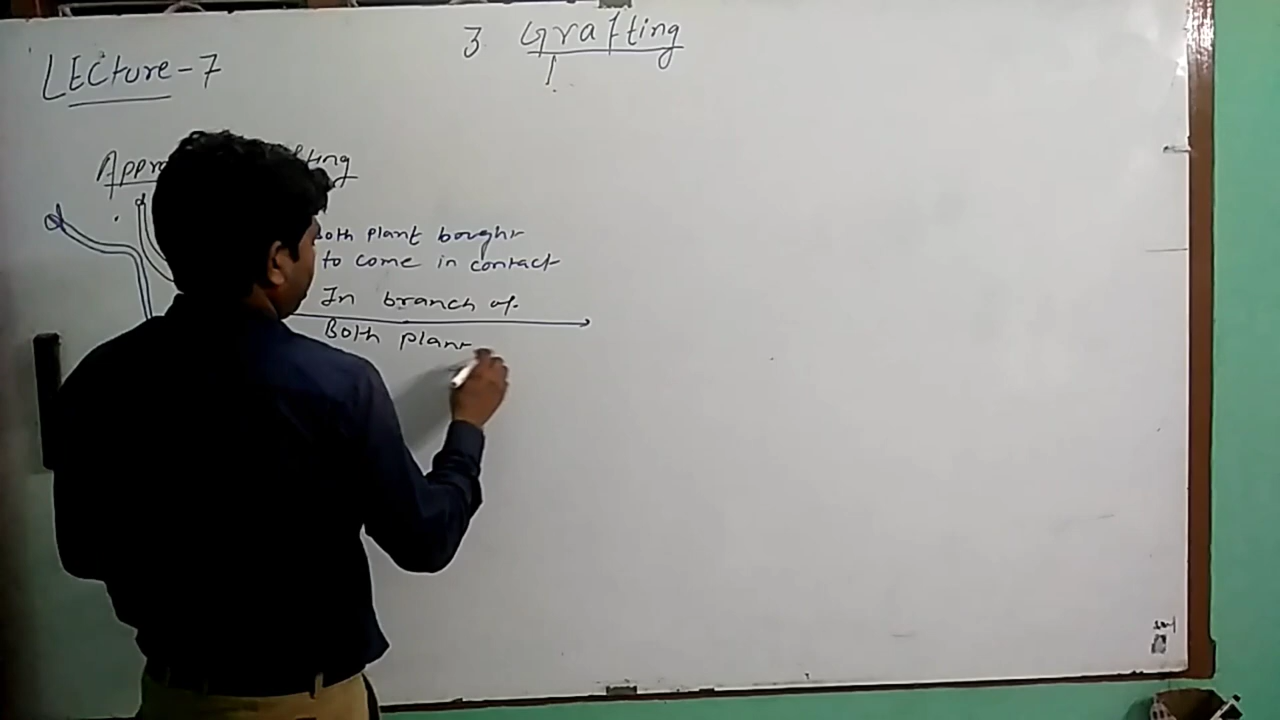 3 Grafting
LECture-7
Both plant bought
to come in contact
In branch of
Both plant